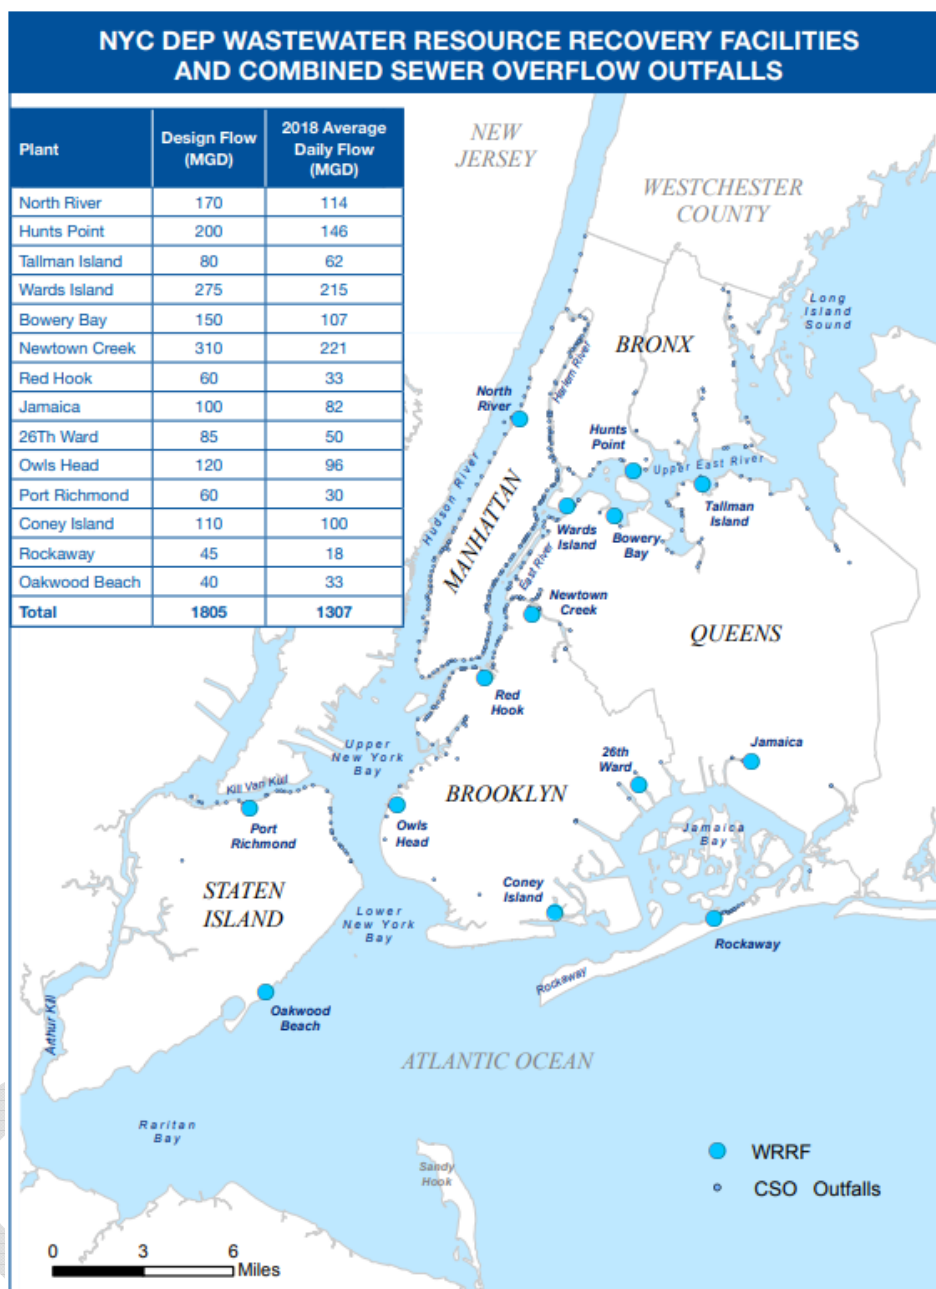 NYC DEP WASTEWATER RESOURCE RECOVERY FACILITIES
AND COMBINED SEWER OVERFLOW OUTFALLS
Plant Design Flow (MGD) 2018 Average Daily Flow (MGD)
North River 170 114
Hunts Point 200 146
Tallman Island 80 62
Wards Island 275 215
Bowery Bay 150 107
Newtown Creek 310 221
Red Hook 60 33
Jamaica 100 82
26Th Ward 85 50
Owls Head 120 96
Port Richmond 60 30
Coney Island 110 100
Rockaway 45 18
Oakwood Beach 40 33
Total 1805 1307
NEW
JERSEY
WESTCHESTER
COUNTY
Long
Island
Sound
BRONX
Harlem River
North
River
Hunts
Point
Upper East River
Hudson River
MANHATTAN
Tallman
Island
Wards
Island
Bowery
Bay
East River
Newtown
Creek
QUEENS
Red
Hook
Upper
New York
Bay
26th
Ward
Jamaica
Kill Van Kull
BROOKLYN
Port
Richmond
Owls
Head
Jamaica
Bay
STATEN
ISLAND
Coney
Island
Lower
New York
Bay
Rockaway
Rockaway
Oakwood
Beach
Arthur Kill
ATLANTIC OCEAN
Raritan
Bay
Sandy
Hook
WRRF
CSO Outfalls
0 3 6
Miles